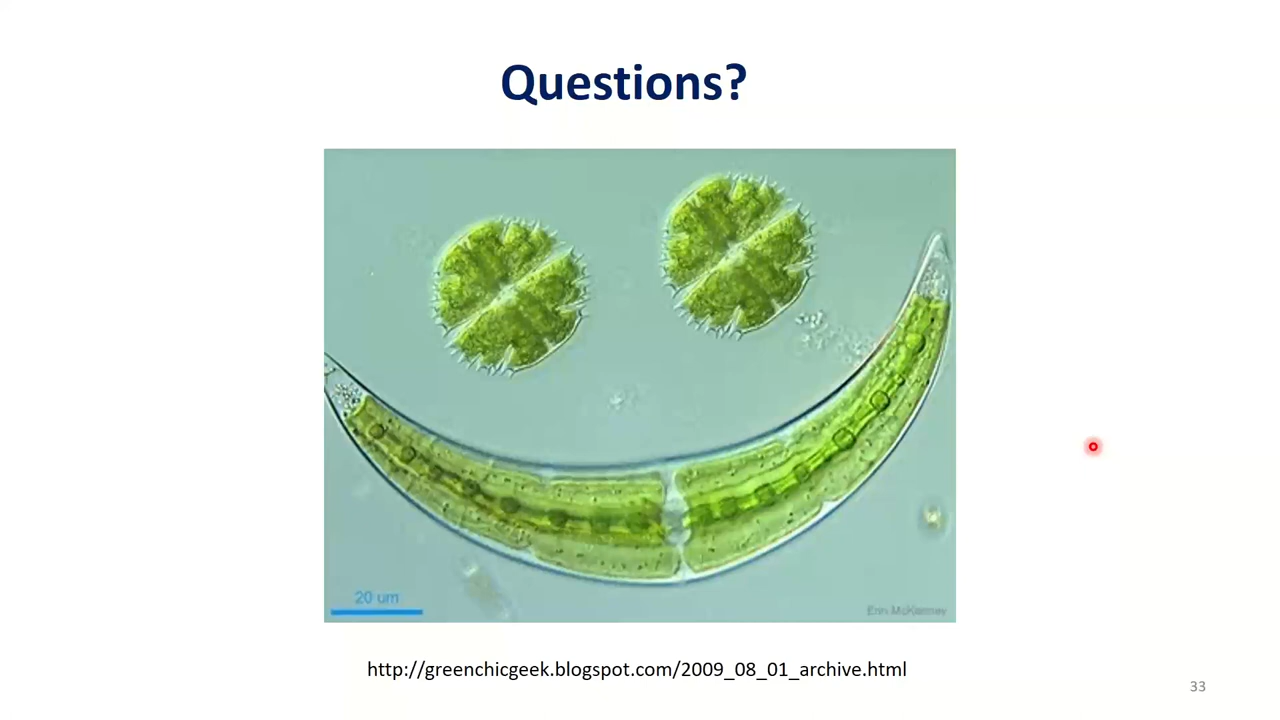 Questions?
20 um
Erin McKenney
http://greenchicgeek.blogspot.com/2009_08_01_archive.html
33